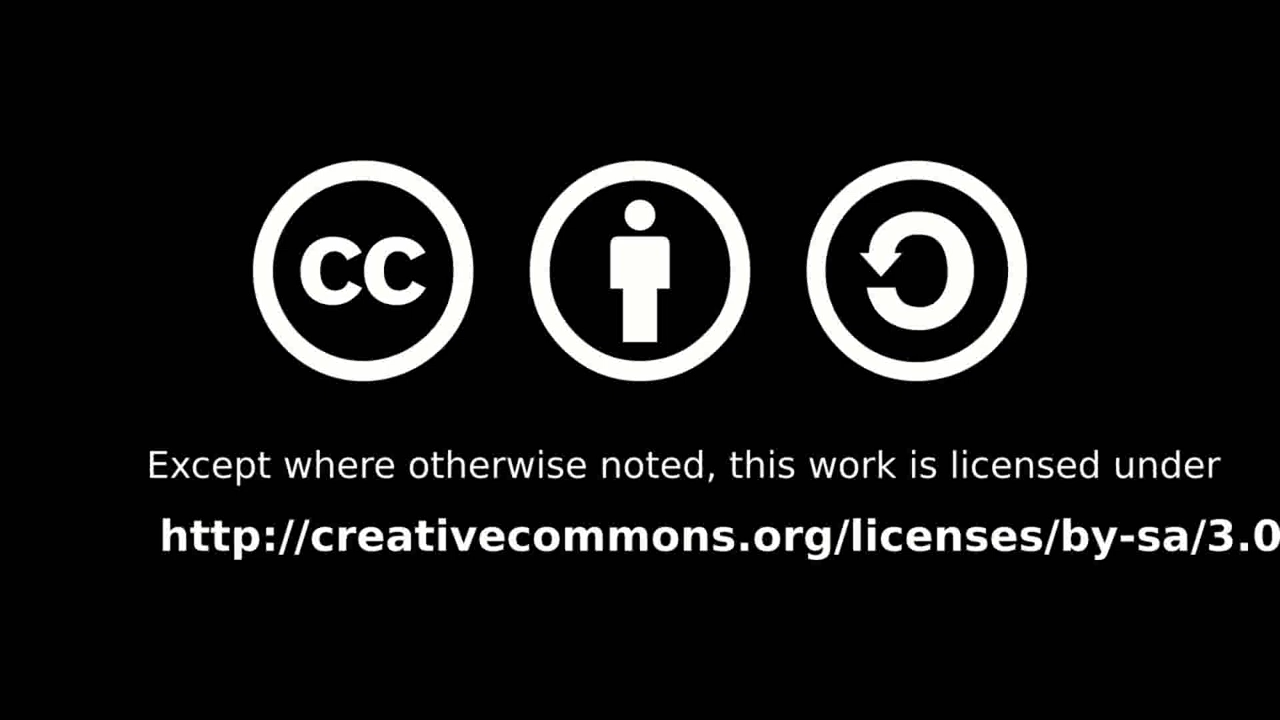 cc
Except where otherwise noted, this work is licensed under
http://creativecommons.org/licenses/by-sa/3.0